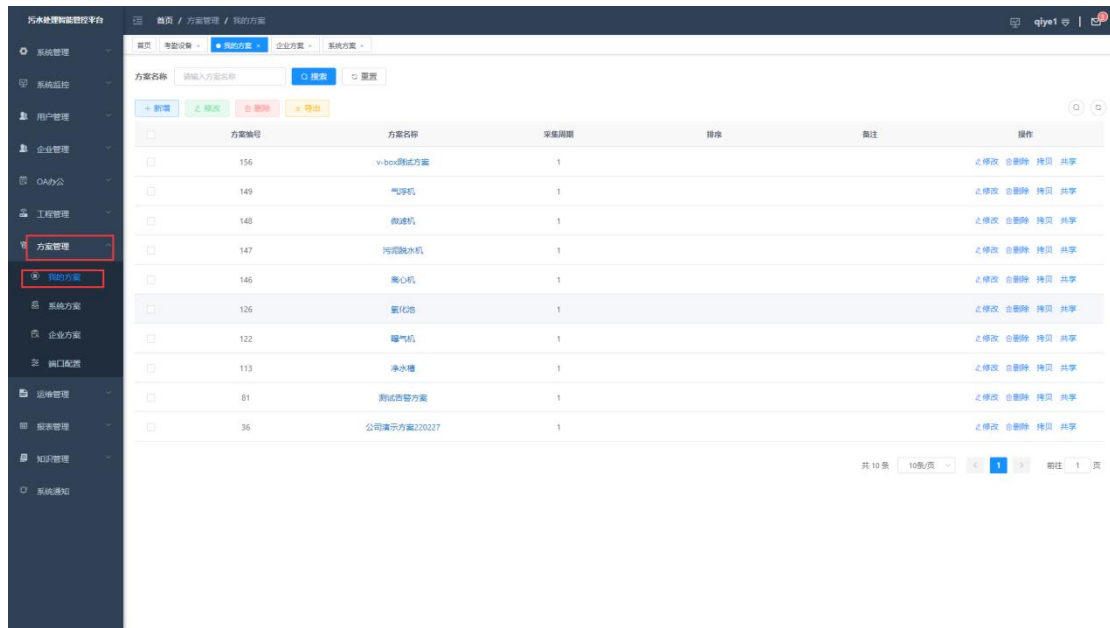 污水处理智能管控平台
首页 / 方案管理 / 我的方案
qiye1
系统管理
系统监控
用户管理
企业管理
OA办公
工程管理
方案管理
我的方案
系统方案
企业方案
端口配置
运维管理
报表管理
知识管理
系统通知
首页 考勤设备 × 我的方案 × 企业方案 × 系统方案 ×
方案名称 请输入方案名称 搜索 重置
+ 新增 修改 删除 导出
方案编号 方案名称 采集周期 排序 备注 操作
156 v-box测试方案 1 修改 删除 拷贝 共享
149 气浮机 1 修改 删除 拷贝 共享
148 微滤机 1 修改 删除 拷贝 共享
147 污泥脱水机 1 修改 删除 拷贝 共享
146 离心机 1 修改 删除 拷贝 共享
126 氧化池 1 修改 删除 拷贝 共享
122 曝气机 1 修改 删除 拷贝 共享
113 净水槽 1 修改 删除 拷贝 共享
81 测试告警方案 1 修改 删除 拷贝 共享
36 公司演示方案220227 1 修改 删除 拷贝 共享
共 10 条 10条/页 < 1 > 前往 1 页